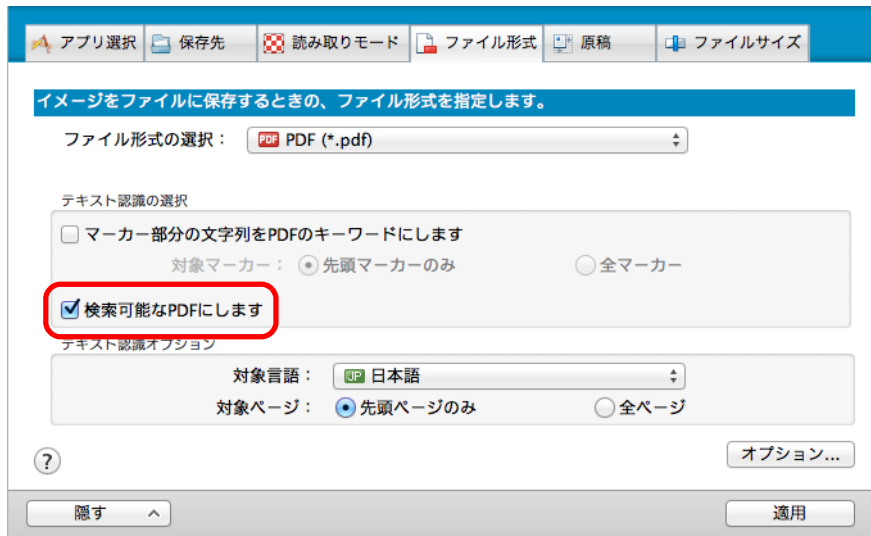 アプリ選択 保存先 読み取りモード ファイル形式 原稿 ファイルサイズ
イメージをファイルに保存するときの、ファイル形式を指定します。
ファイル形式の選択： PDF PDF (*.pdf)
テキスト認識の選択
マーカー部分の文字列をPDFのキーワードにします
対象マーカー： 先頭マーカーのみ 全マーカー
検索可能なPDFにします
テキスト認識オプション
対象言語： JP 日本語
対象ページ： 先頭ページのみ 全ページ
? オプション...
隠す 適用